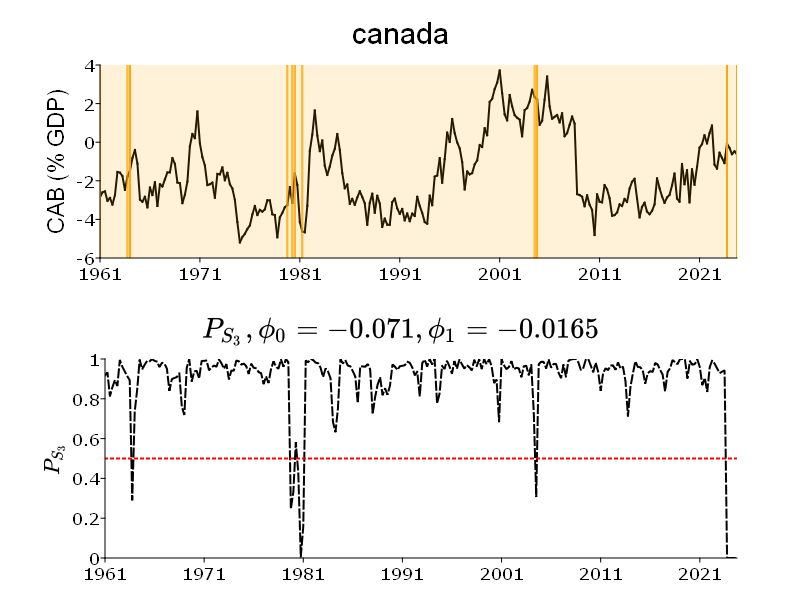 canada
CAB (% GDP)
4
2
0
-2
-4
-6
1961 1971 1981 1991 2001 2011 2021
P_{S_3}, ϕ_0 = −0.071, ϕ_1 = −0.0165
P_{S_3}
1
0.8
0.6
0.4
0.2
0
1961 1971 1981 1991 2001 2011 2021